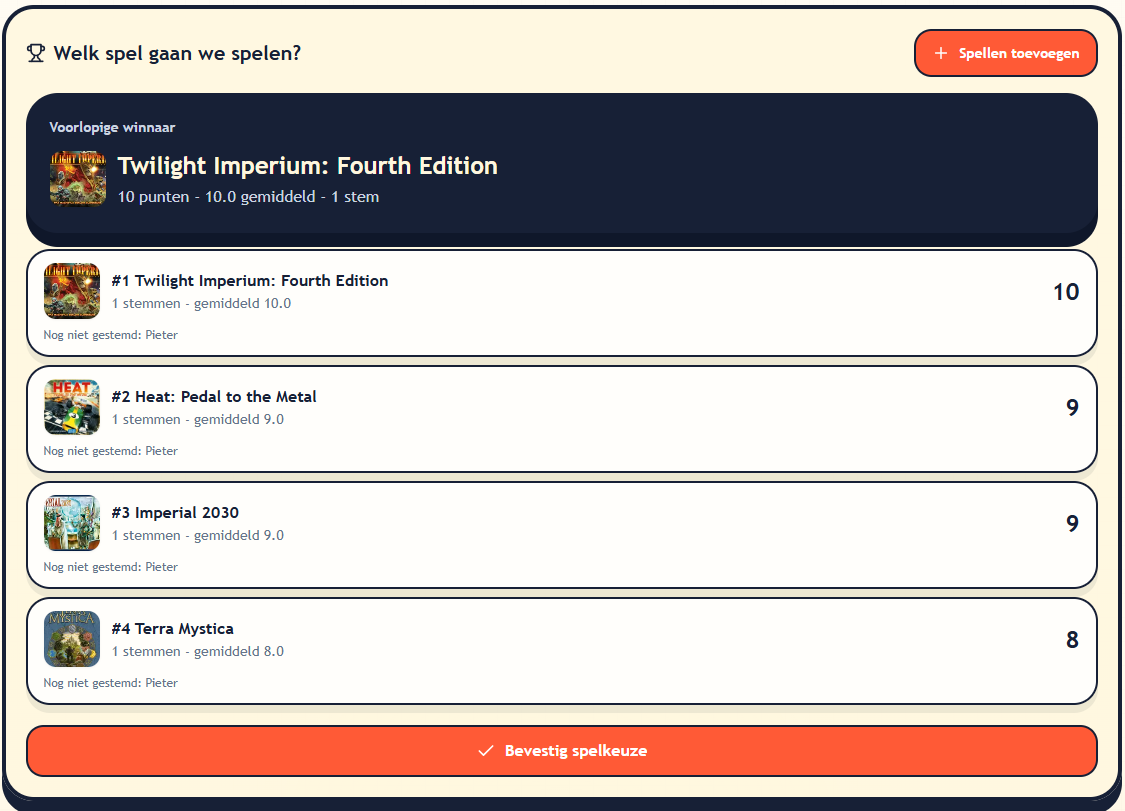 Welk spel gaan we spelen?
Spellen toevoegen
Voorlopige winnaar
Twilight Imperium: Fourth Edition
10 punten - 10.0 gemiddeld - 1 stem
#1 Twilight Imperium: Fourth Edition
1 stemmen - gemiddeld 10.0
10
Nog niet gestemd: Pieter
HEAT
#2 Heat: Pedal to the Metal
1 stemmen - gemiddeld 9.0
9
Nog niet gestemd: Pieter
#3 Imperial 2030
1 stemmen - gemiddeld 9.0
9
Nog niet gestemd: Pieter
MYSTICA
#4 Terra Mystica
1 stemmen - gemiddeld 8.0
8
Nog niet gestemd: Pieter
Bevestig spelkeuze